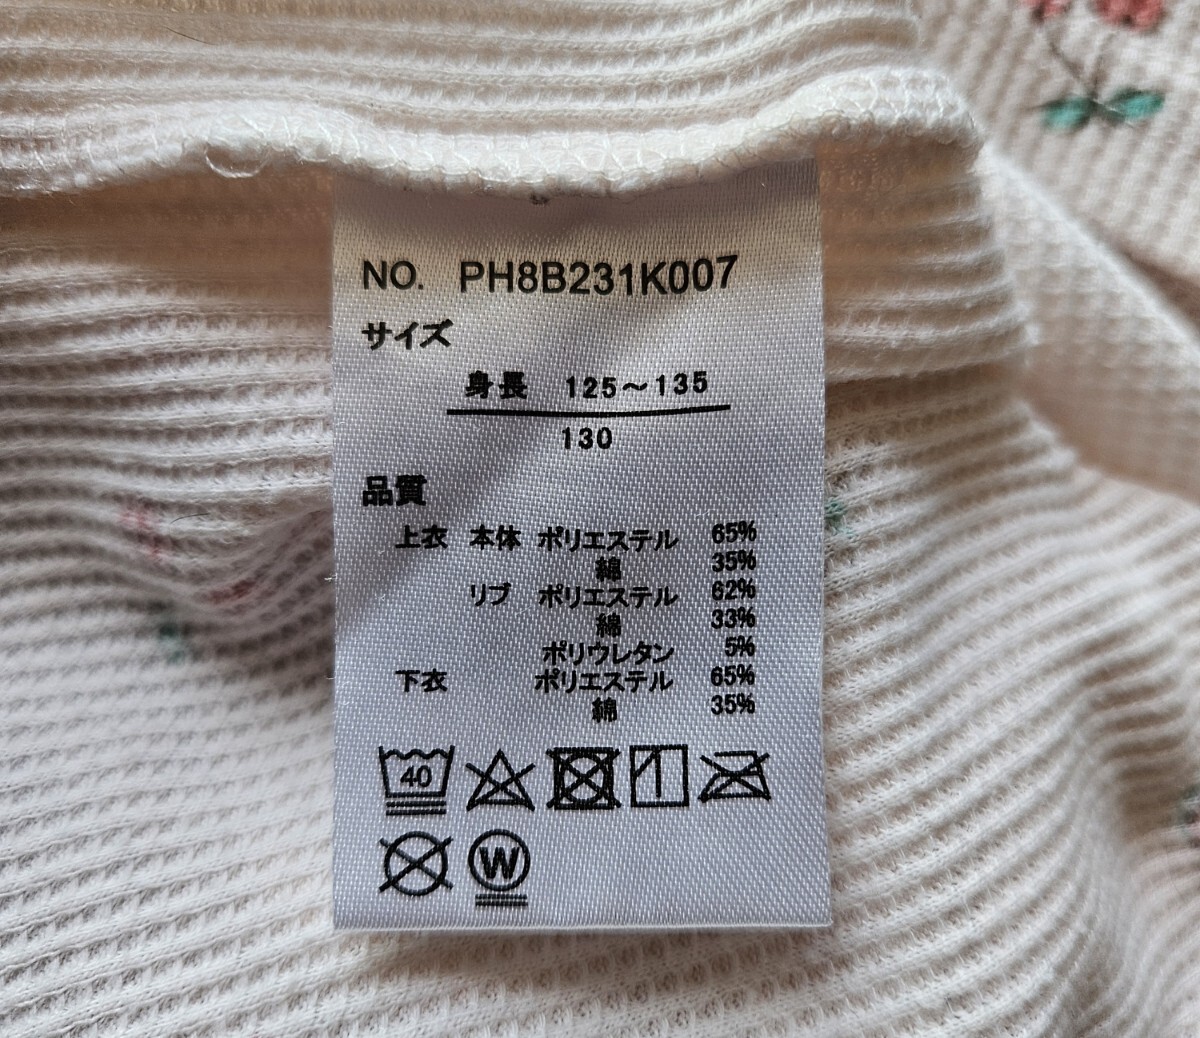 NO. PH8B231K007
サイズ
身長 125～135
130
品質
上衣 本体 ポリエステル 65%
綿 35%
リブ ポリエステル 62%
綿 33%
ポリウレタン 5%
下衣 ポリエステル 65%
綿 35%
40
W